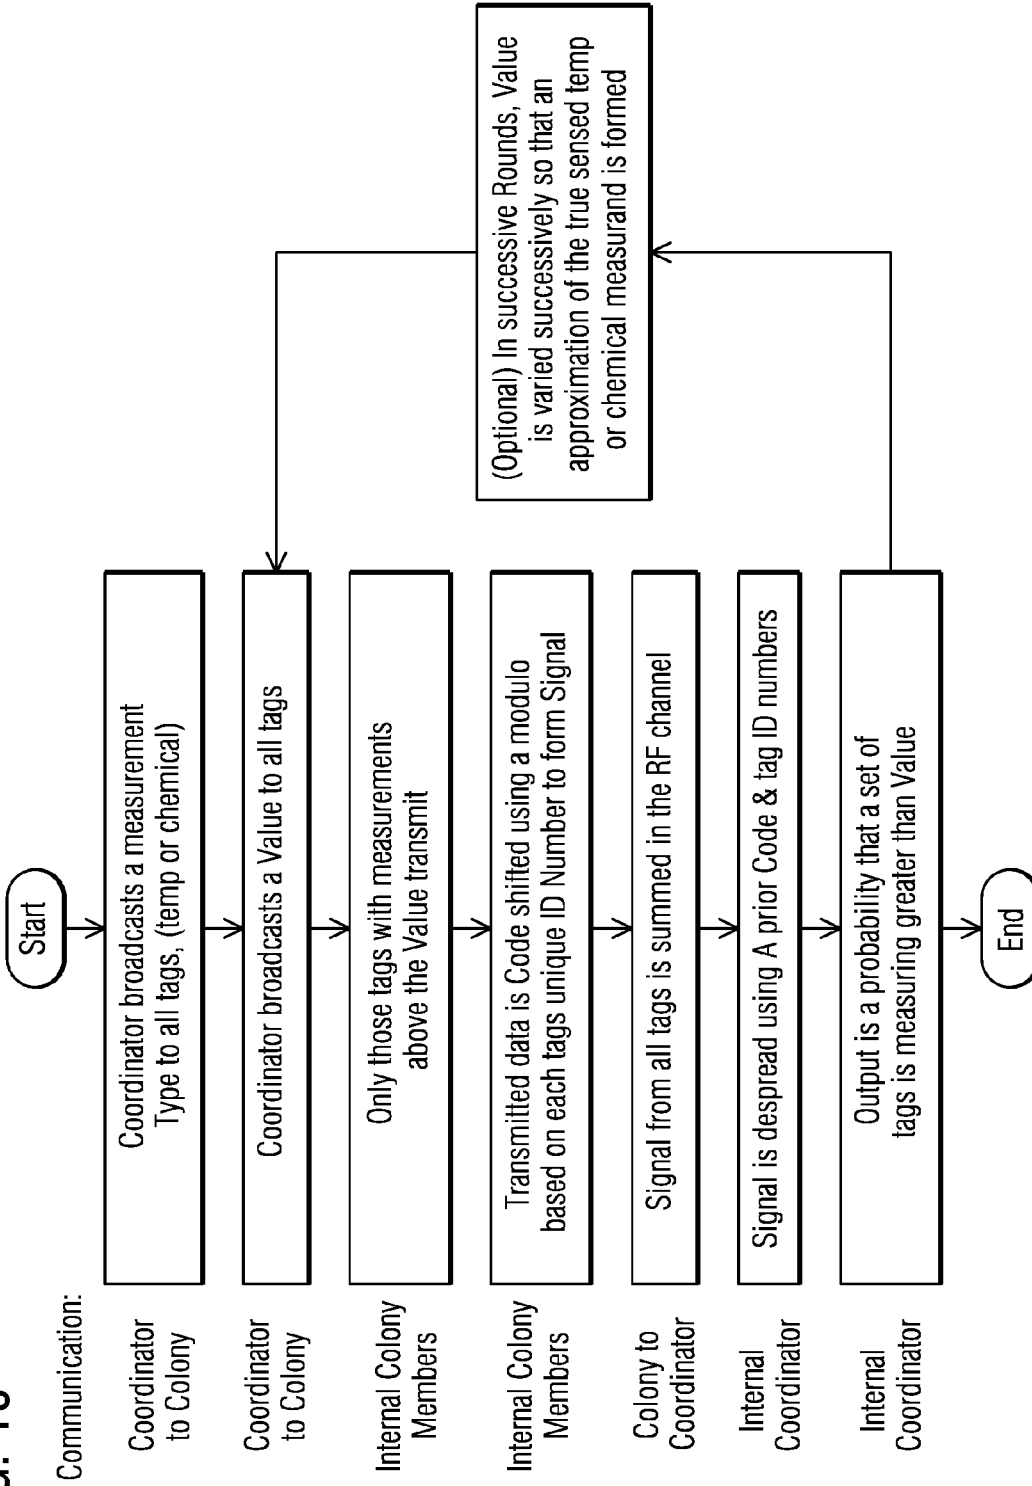 Communication:
Start
Coordinator
to Colony
Coordinator broadcasts a measurement
Type to all tags, (temp or chemical)
Coordinator
to Colony
Coordinator broadcasts a Value to all tags
Internal Colony
Members
Only those tags with measurements
above the Value transmit
Internal Colony
Members
Transmitted data is Code shifted using a modulo
based on each tags unique ID Number to form Signal
Colony to
Coordinator
Signal from all tags is summed in the RF channel
Internal
Coordinator
Signal is despread using A prior Code & tag ID numbers
Internal
Coordinator
Output is a probability that a set of
tags is measuring greater than Value
End
(Optional) In successive Rounds, Value
is varied successively so that an
approximation of the true sensed temp
or chemical measurand is formed